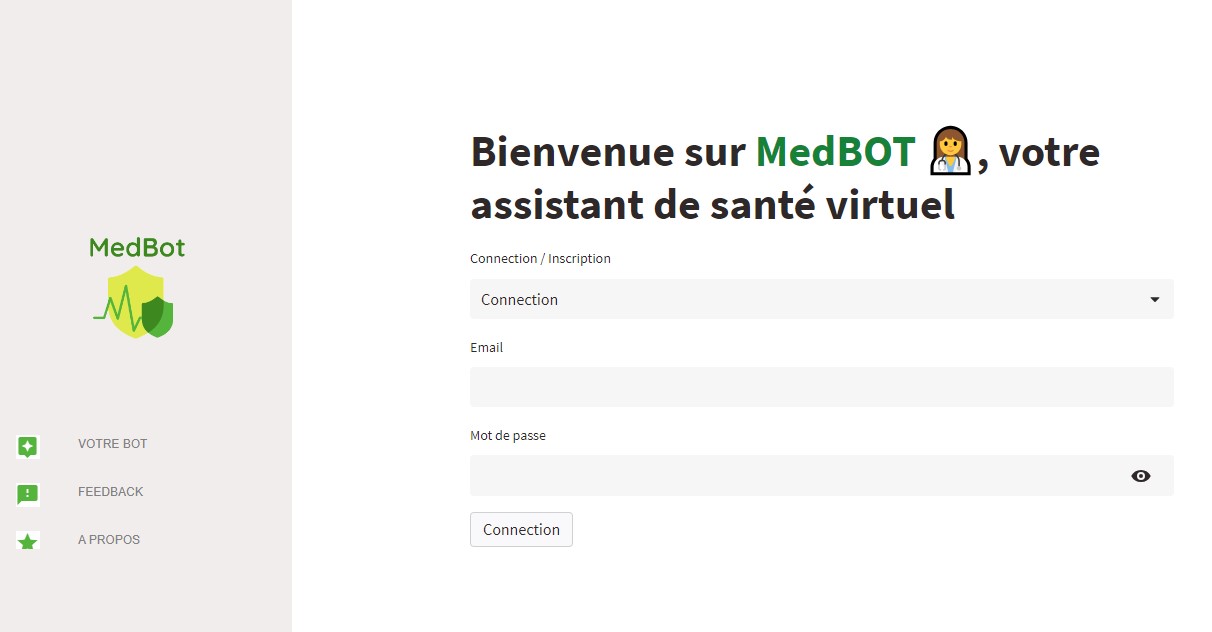 MedBot
VOTRE BOT
FEEDBACK
A PROPOS
Bienvenue sur MedBOT 👩‍⚕️, votre
assistant de santé virtuel
Connection / Inscription
Connection
Email
Mot de passe
Connection